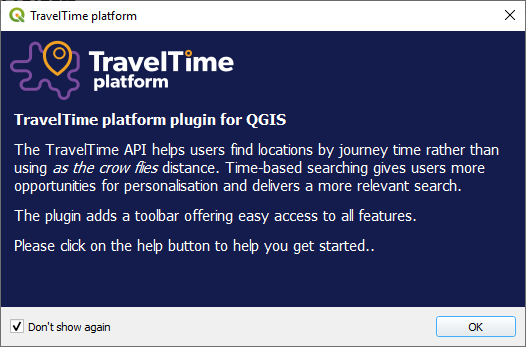 TravelTime platform
TravelTime
platform
TravelTime platform plugin for QGIS
The TravelTime API helps users find locations by journey time rather than
using as the crow flies distance. Time-based searching gives users more
opportunities for personalisation and delivers a more relevant search.
The plugin adds a toolbar offering easy access to all features.
Please click on the help button to help you get started..
Don't show again
OK